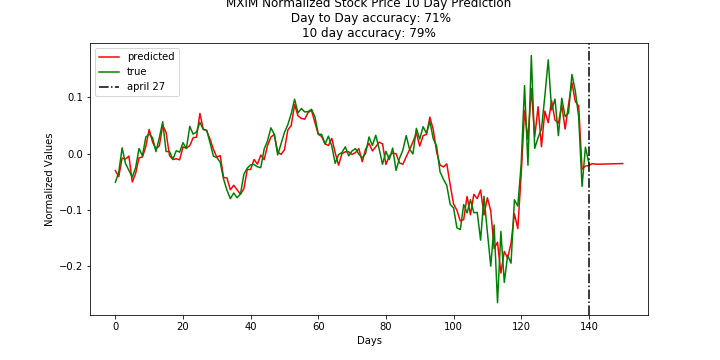 MXIM Normalized Stock Price 10 Day Prediction
Day to Day accuracy: 71%
10 day accuracy: 79%
predicted
true
april 27
Normalized Values
0.1
0.0
−0.1
−0.2
0 20 40 60 80 100 120 140
Days